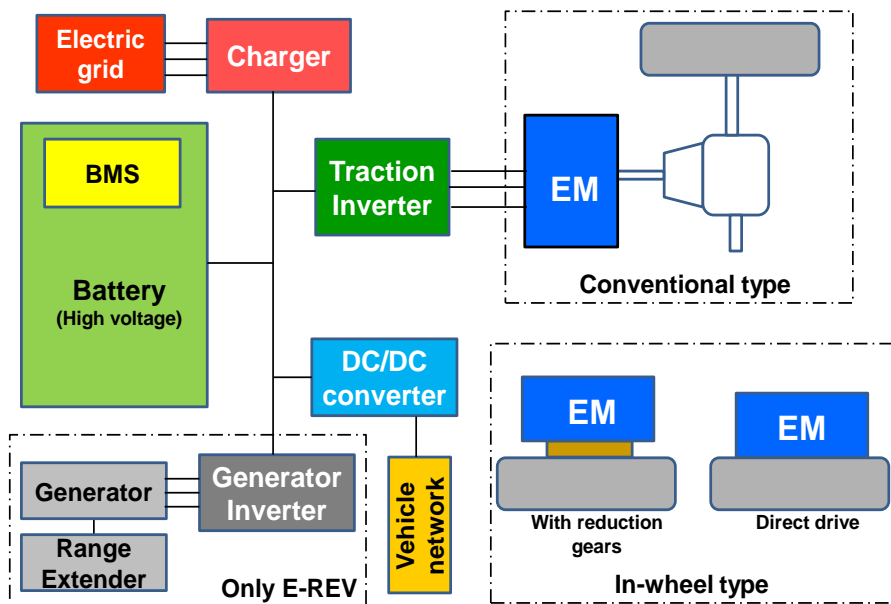 Electric
grid
Charger
BMS
Battery
(High voltage)
Traction
Inverter
EM
Conventional type
DC/DC
converter
Vehicle
network
Generator
Inverter
Generator
Range
Extender
Only E-REV
EM
With reduction
gears
EM
Direct drive
In-wheel type